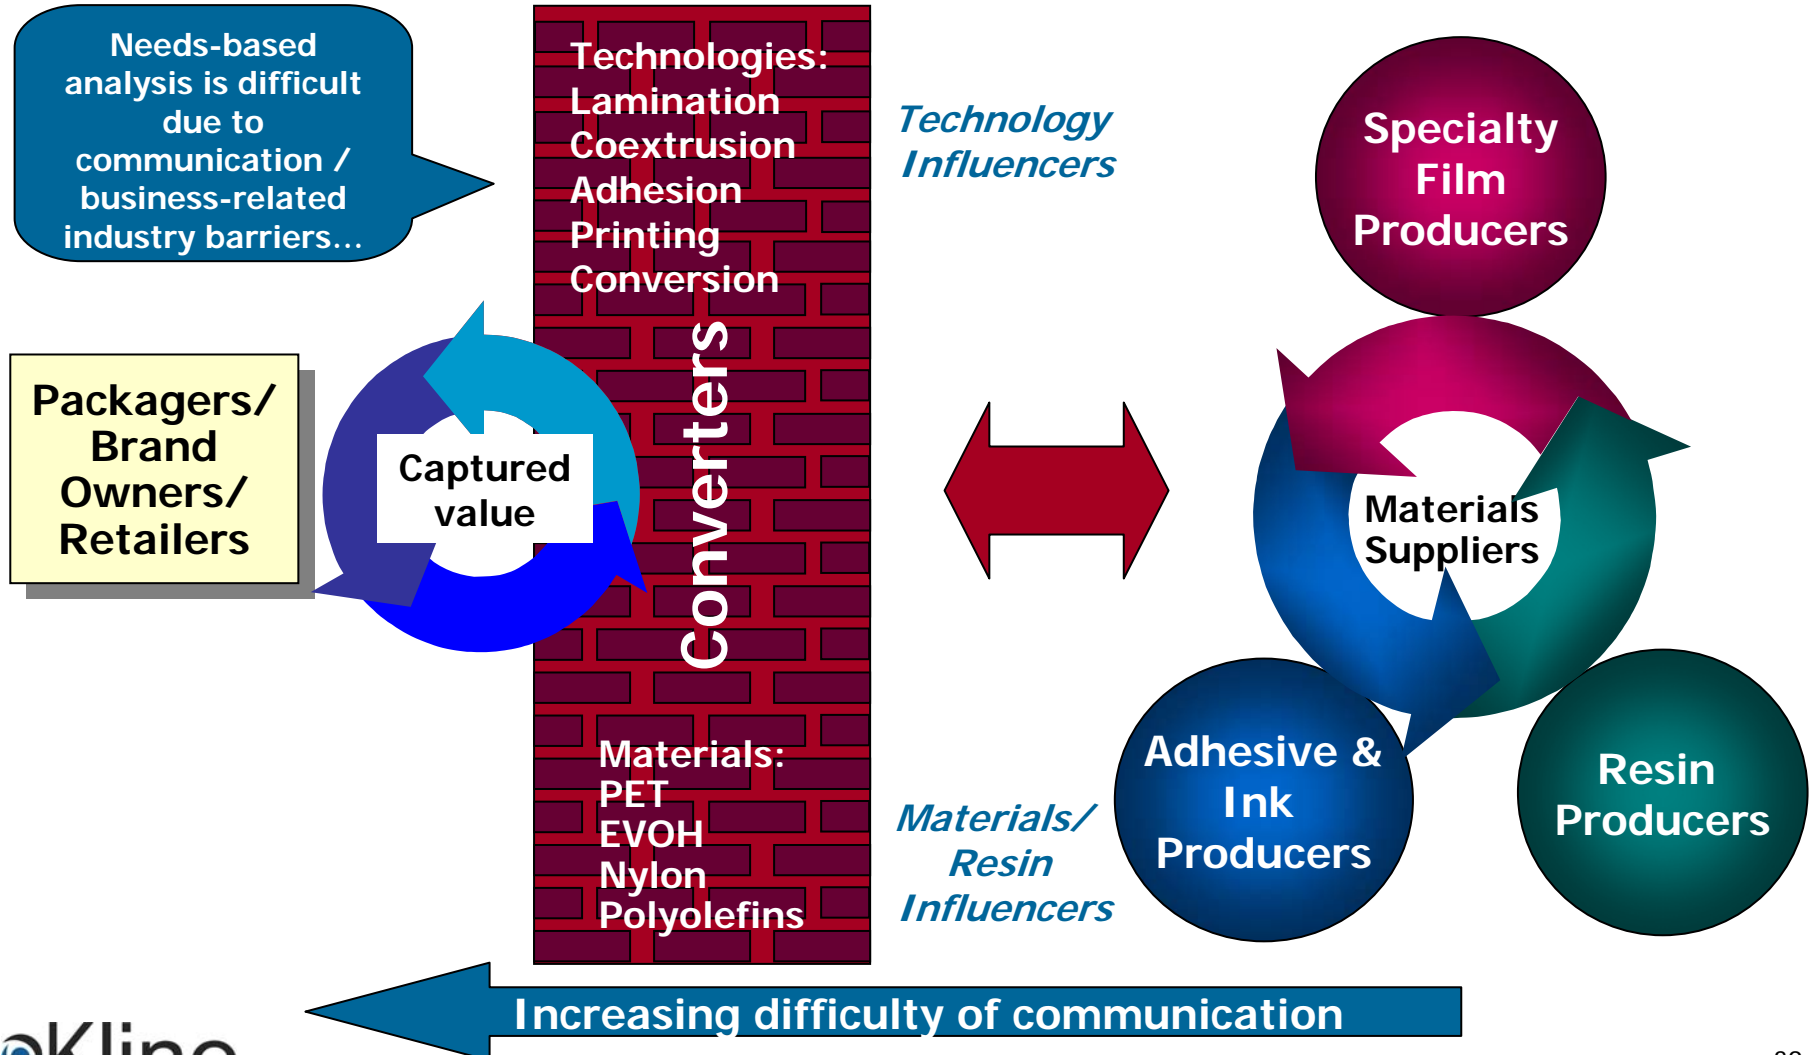 Needs-based
analysis is difficult
due to
communication /
business-related
industry barriers...
Technologies:
Lamination
Coextrusion
Adhesion
Printing
Conversion
Technology
Influencers
Specialty
Film
Producers
Packagers/
Brand
Owners/
Retailers
Captured
value
Converters
Materials
Suppliers
Materials:
PET
EVOH
Nylon
Polyolefins
Materials/
Resin
Influencers
Adhesive &
Ink
Producers
Resin
Producers
Increasing difficulty of communication
Kline